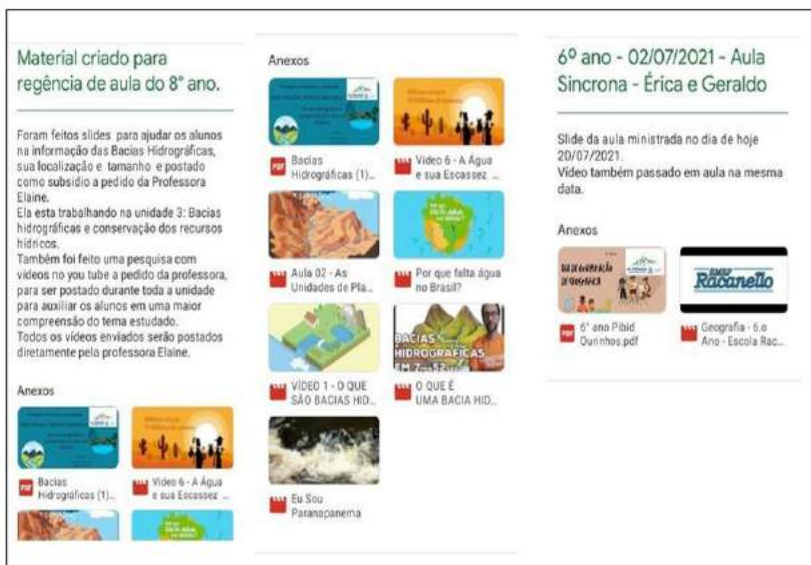 Material criado para
regência de aula do 8° ano.
Foram feitos slides para ajudar os alunos
na informação das Bacias Hidrográficas,
sua localização e tamanho e postado
como subsidio a pedido da Professora
Elaine.
Ela esta trabalhando na unidade 3: Bacias
hidrográficas e conservação dos recursos
hídricos.
Também foi feito uma pesquisa com
videos no you tube a pedido da professora,
para ser postado durante toda a unidade
para auxiliar os alunos em uma maior
compreensão do tema estudado.
Todos os vídeos enviados serão postados
diretamente pela professora Elaine.
Anexos
PDF
Bacias
Hidrográficas (1)...
Video 6 - A Água
e sua Escassez ...
Anexos
PDF
Bacias
Hidrográficas (1)...
Video 6 - A Água
e sua Escassez ...
Aula 02 - As
Unidades de Pla...
Por que falta água
no Brasil?
BACIAS
HIDROGRÁFICAS
EM 7
VÍDEO 1 - O QUE
SÃO BACIAS HID...
O QUE É
UMA BACIA HID...
Eu Sou
Paranapanema
6º ano - 02/07/2021 - Aula
Sincrona - Érica e Geraldo
Slide da aula ministrada no dia de hoje
20/07/2021.
Vídeo também passado em aula na mesma
data.
Anexos
Racanello
PDF
6° ano Pibid
Ourinhos.pdf
Geografia - 6.o
Ano - Escola Rac...